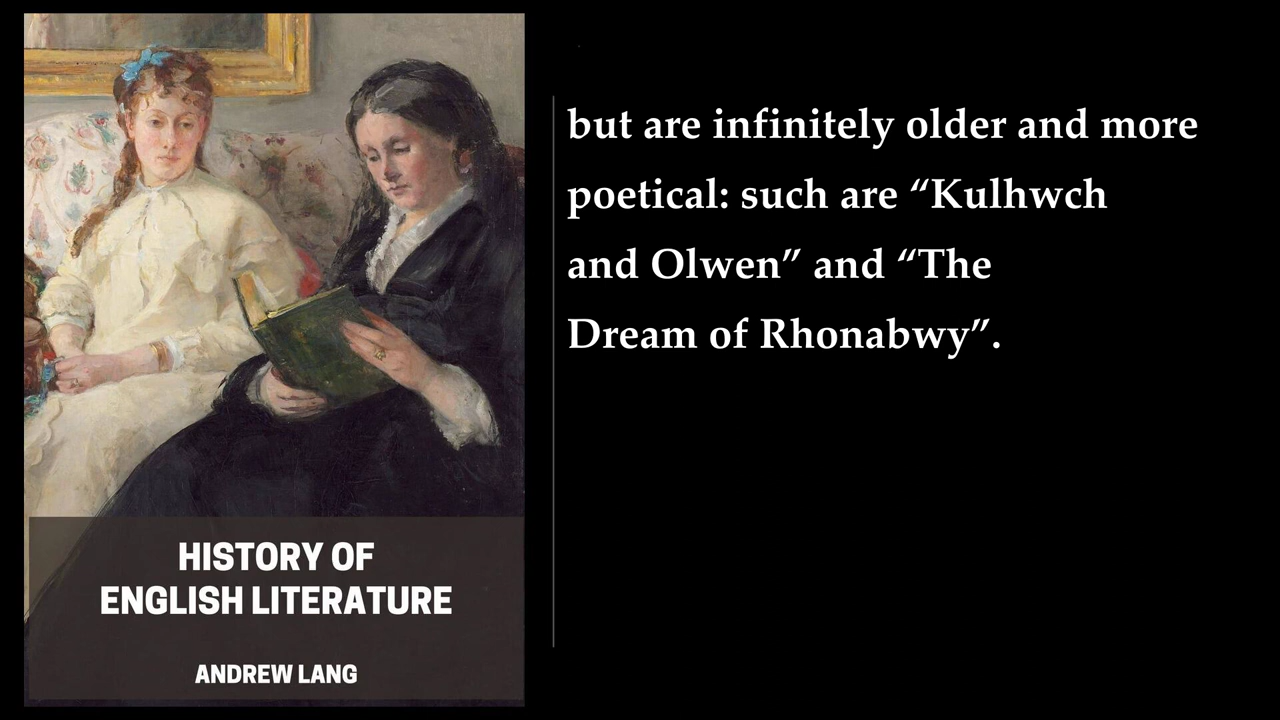 but are infinitely older and more
poetical: such are “Kulhwch
and Olwen” and “The
Dream of Rhonabwy”.
HISTORY OF
ENGLISH LITERATURE
ANDREW LANG